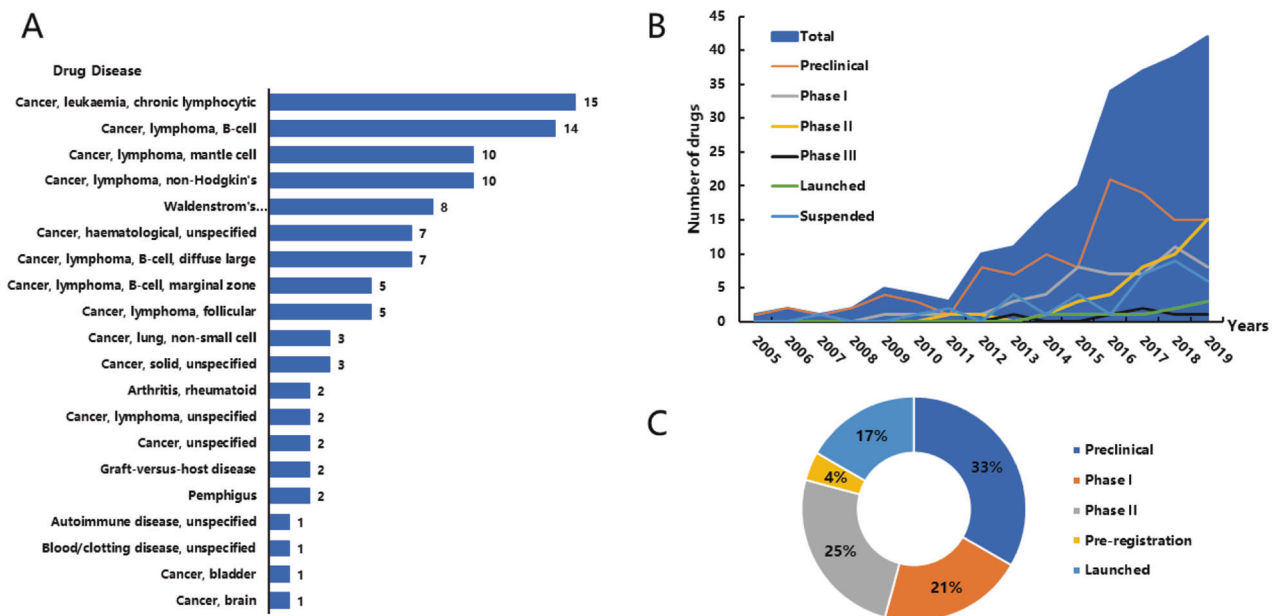 A
Drug Disease
Cancer, leukaemia, chronic lymphocytic 15
Cancer, lymphoma, B-cell 14
Cancer, lymphoma, mantle cell 10
Cancer, lymphoma, non-Hodgkin's 10
Waldenstrom's... 8
Cancer, haematological, unspecified 7
Cancer, lymphoma, B-cell, diffuse large 7
Cancer, lymphoma, B-cell, marginal zone 5
Cancer, lymphoma, follicular 5
Cancer, lung, non-small cell 3
Cancer, solid, unspecified 3
Arthritis, rheumatoid 2
Cancer, lymphoma, unspecified 2
Cancer, unspecified 2
Graft-versus-host disease 2
Pemphigus 2
Autoimmune disease, unspecified 1
Blood/clotting disease, unspecified 1
Cancer, bladder 1
Cancer, brain 1
B
Number of drugs
45
40
35
30
25
20
15
10
5
0
Total
Preclinical
Phase I
Phase II
Phase III
Launched
Suspended
2005 2006 2007 2008 2009 2010 2011 2012 2013 2014 2015 2016 2017 2018 2019
Years
C
33%
21%
25%
4%
17%
Preclinical
Phase I
Phase II
Pre-registration
Launched